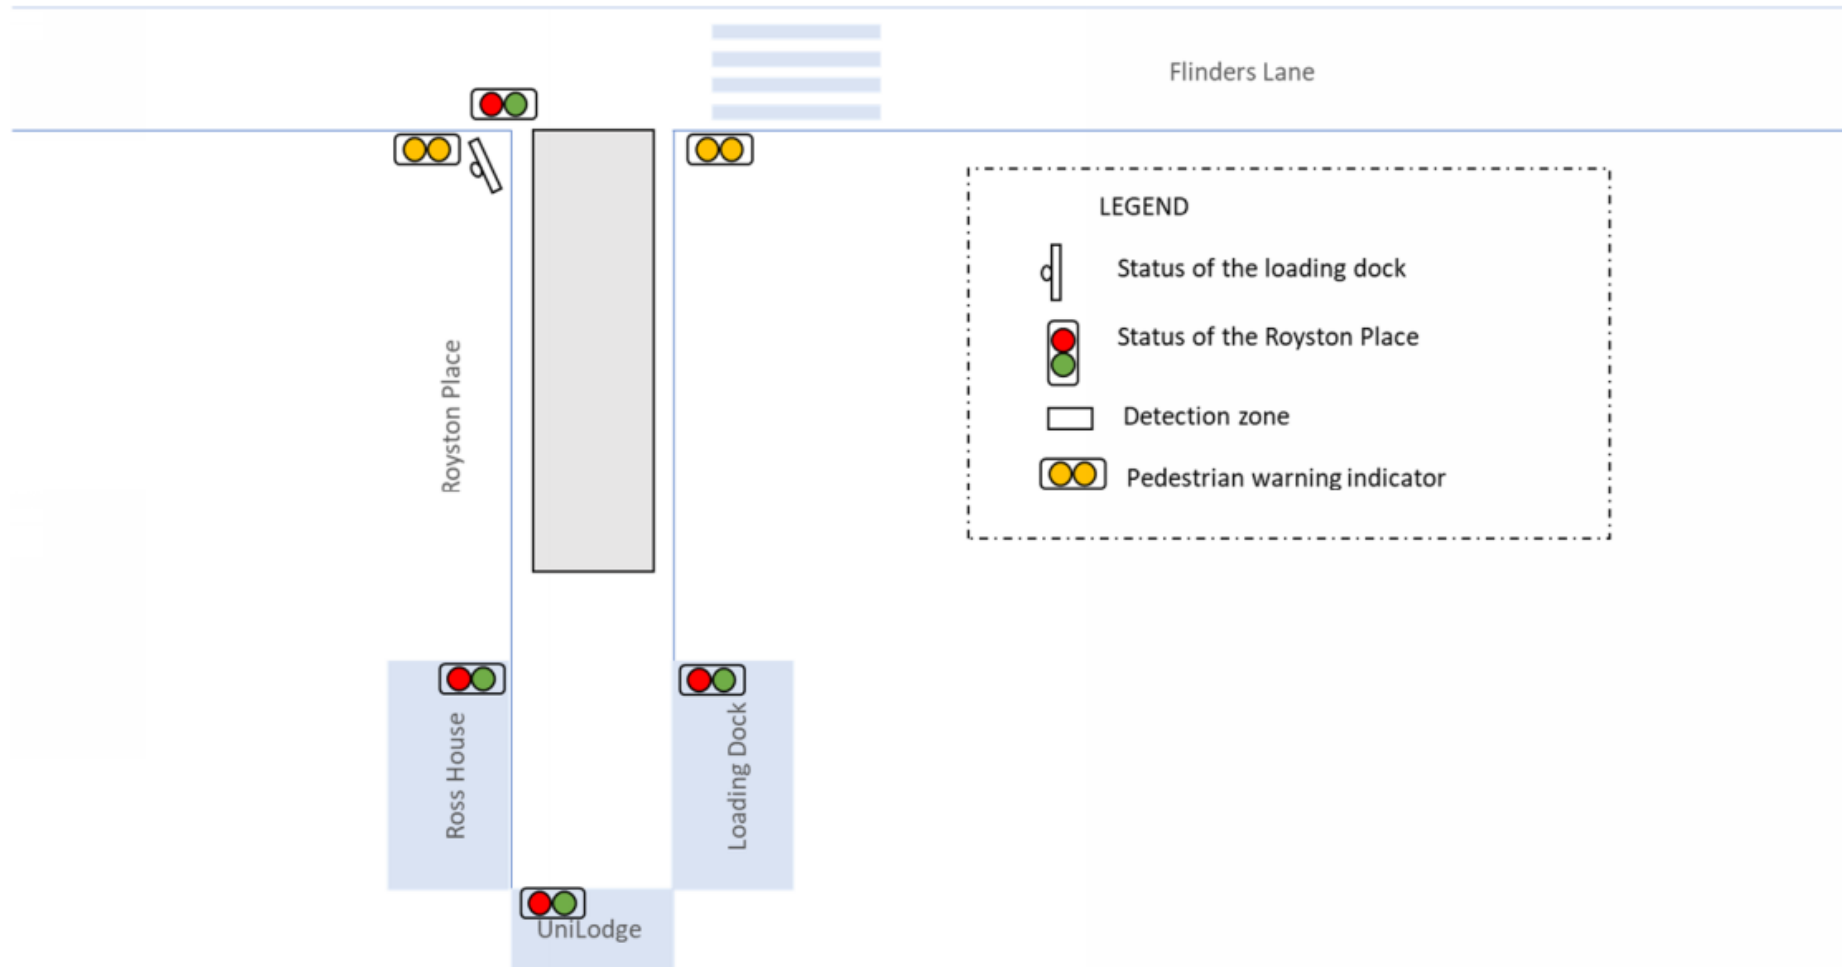 Flinders Lane
LEGEND
Status of the loading dock
Status of the Royston Place
Detection zone
Pedestrian warning indicator
Royston Place
Ross House
Loading Dock
UniLodge